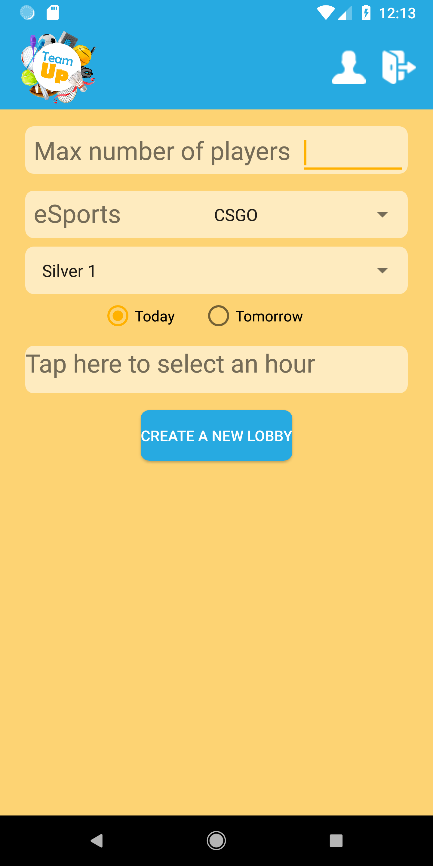 12:13
Team
Up
Max number of players
eSports CSGO
Silver 1
Today Tomorrow
Tap here to select an hour
CREATE A NEW LOBBY